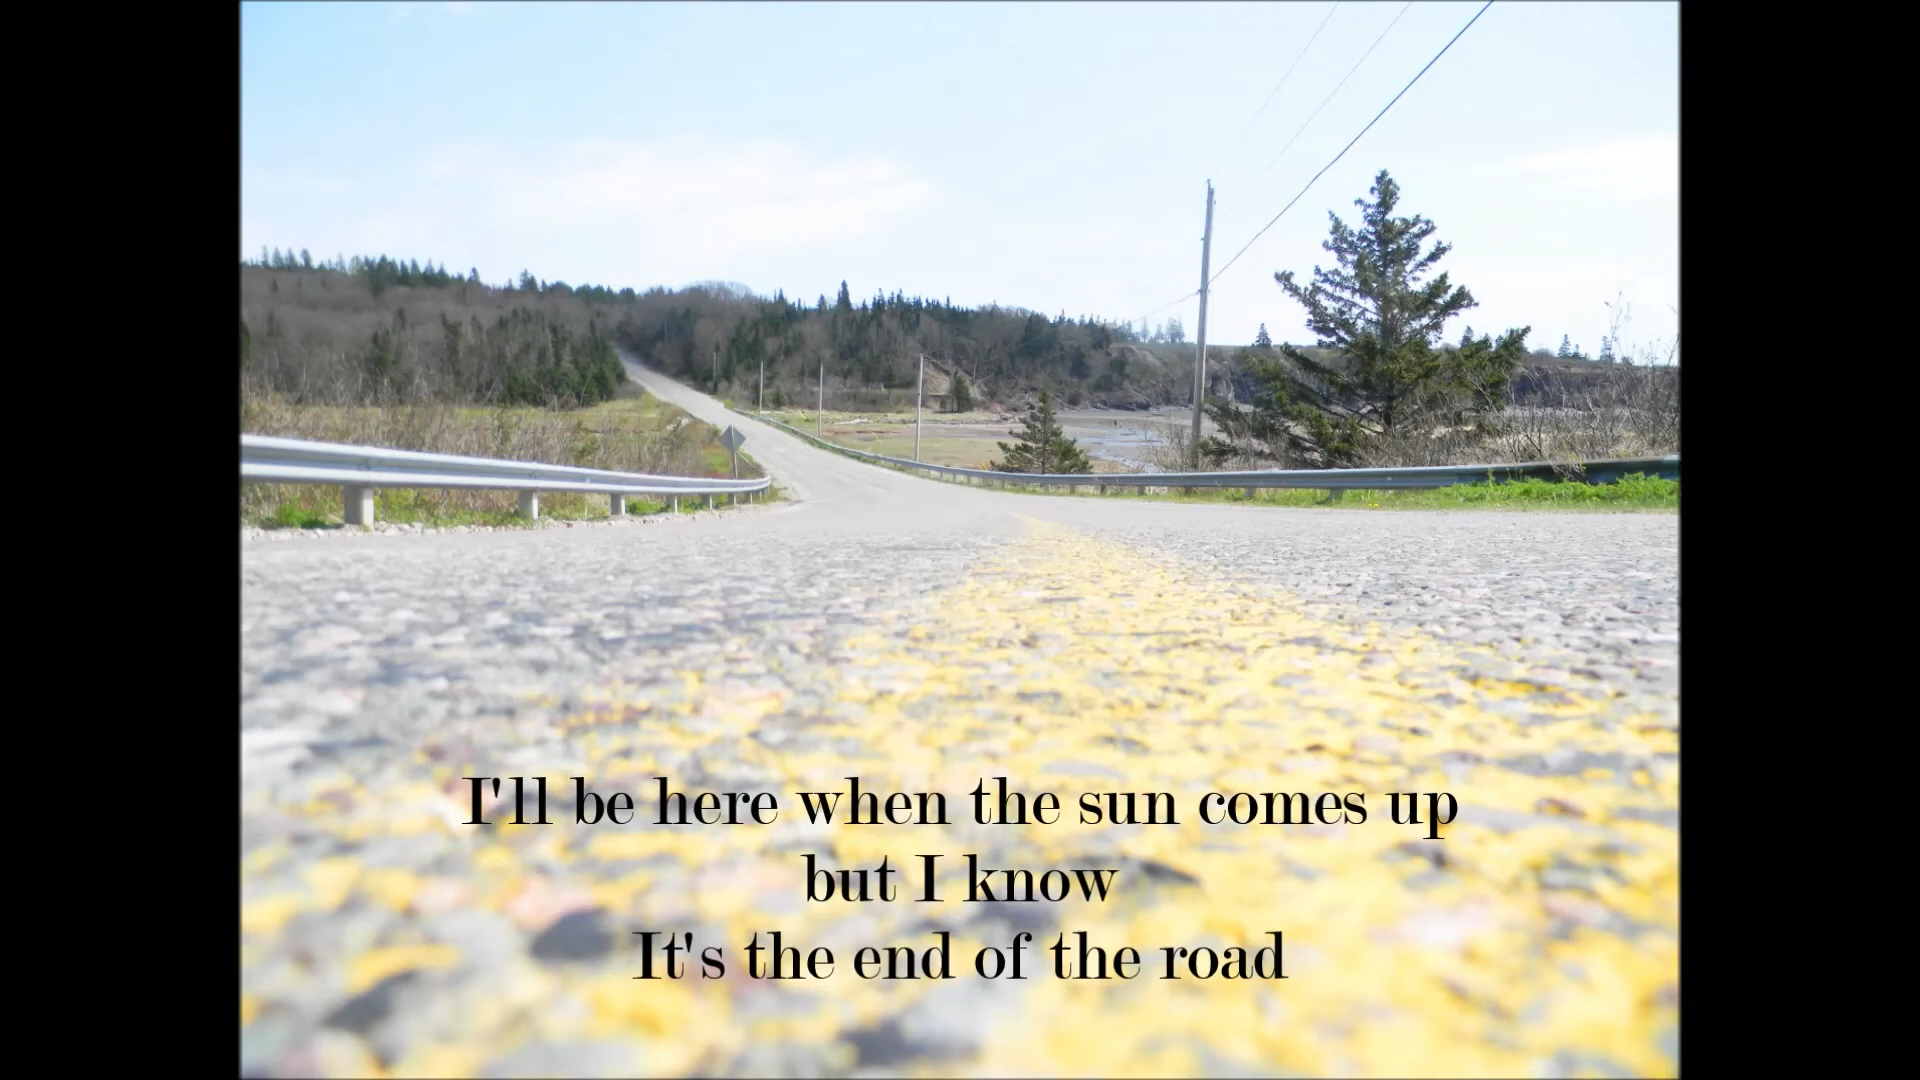 I'll be here when the sun comes up
but I know
It's the end of the road